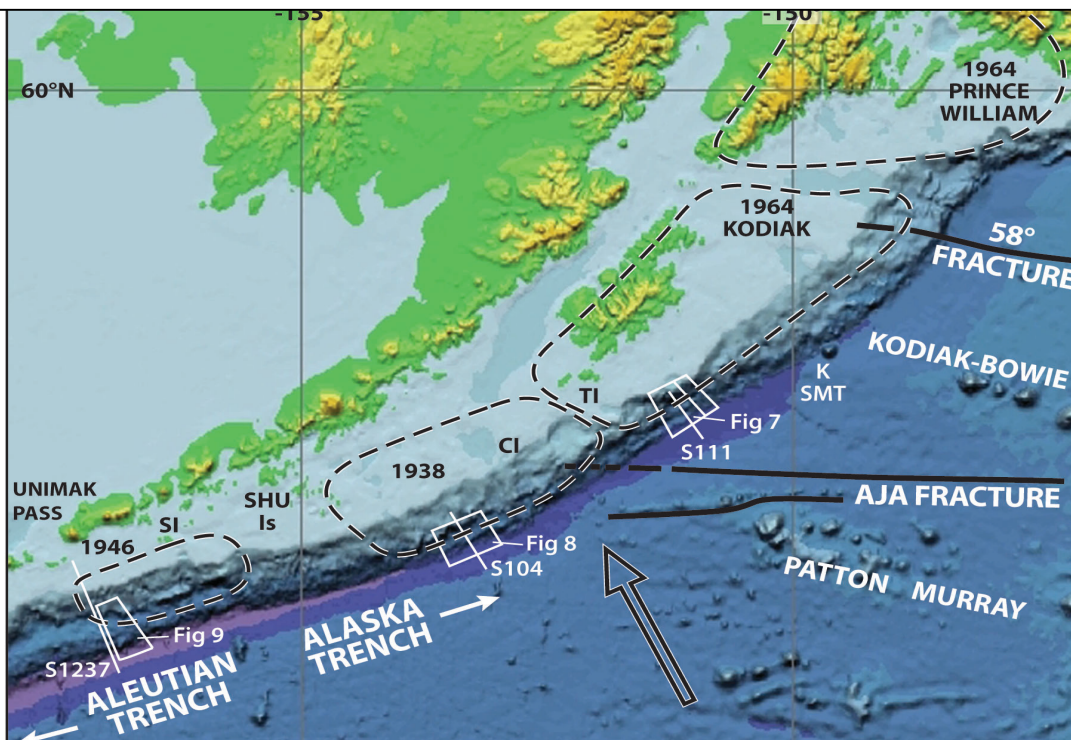 -155
-150
60°N
1964
PRINCE
WILLIAM
1964
KODIAK
58°
FRACTURE
KODIAK-BOWIE
K
SMT
TI
Fig 7
S111
CI
1938
AJA FRACTURE
UNIMAK
PASS
SHU
Is
SI
1946
Fig 8
S104
PATTON MURRAY
Fig 9
S1237
ALASKA
TRENCH
ALEUTIAN
TRENCH